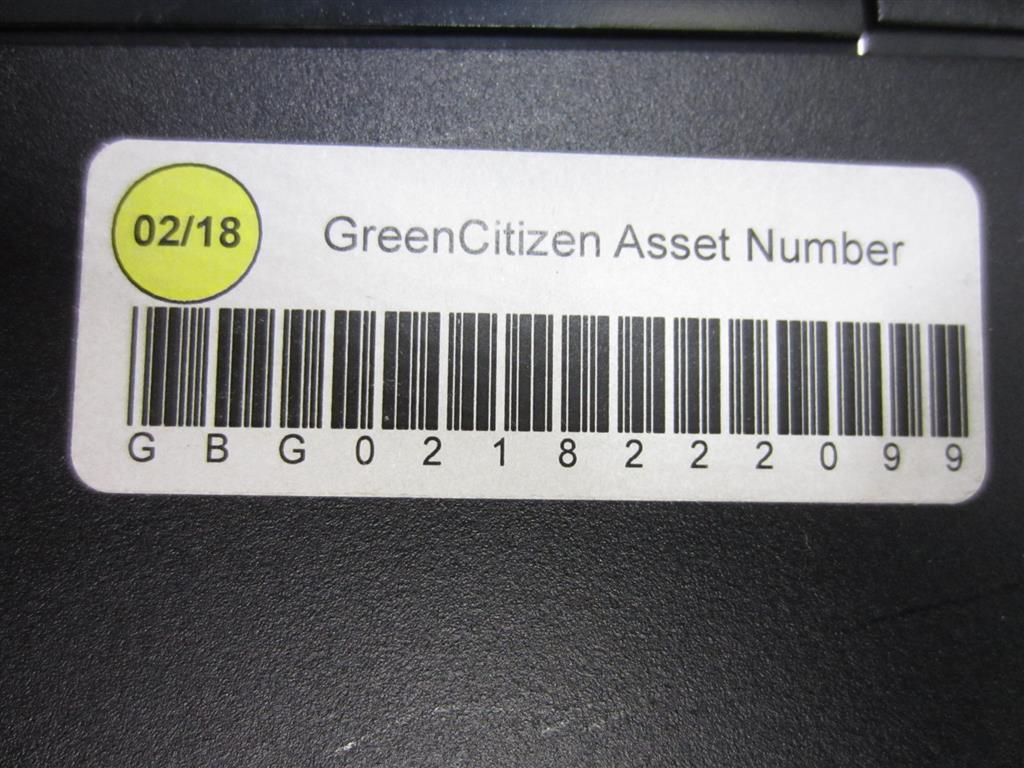 02/18
GreenCitizen Asset Number
G B G 0 2 1 8 2 2 2 0 9 9